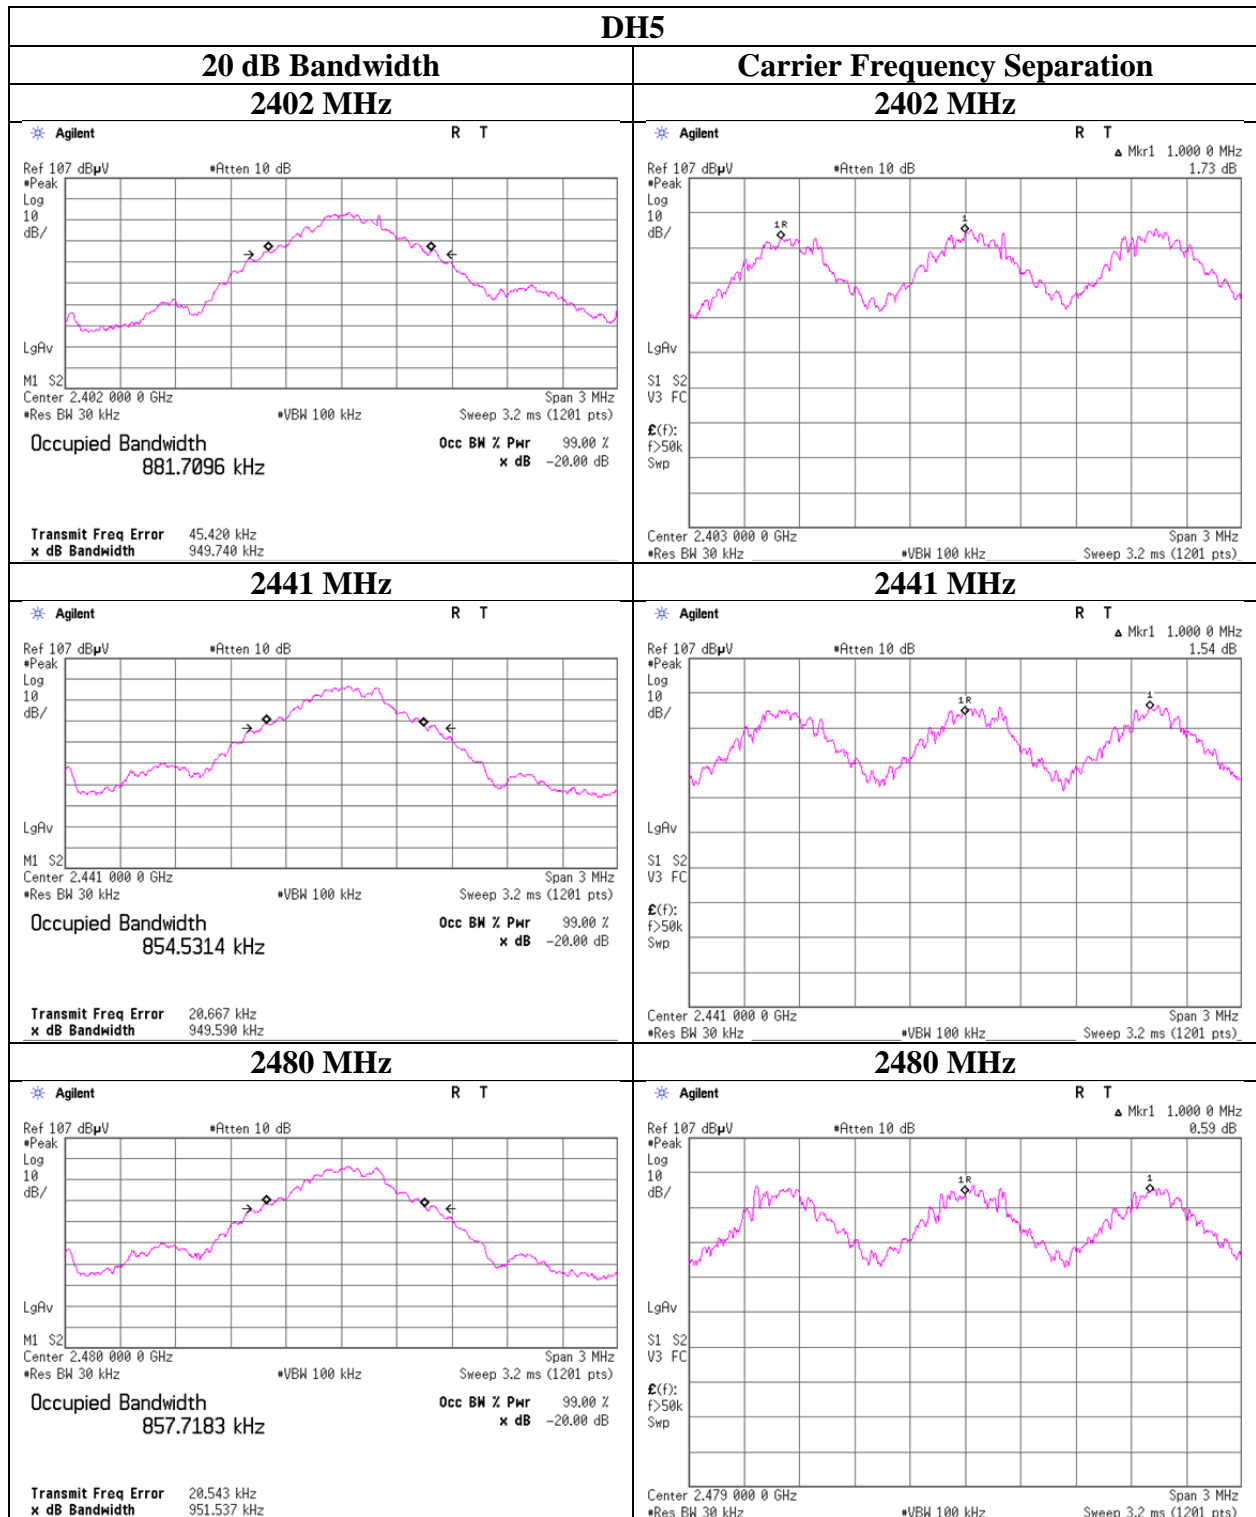 DH5
20 dB Bandwidth
Carrier Frequency Separation
2402 MHz
2402 MHz
Agilent
R T
Ref 107 dBµV
#Atten 10 dB
#Peak
Log
10
dB/
LgAv
M1 S2
Center 2.402 000 0 GHz
Span 3 MHz
#Res BW 30 kHz
#VBW 100 kHz
Sweep 3.2 ms (1201 pts)
Occupied Bandwidth
881.7096 kHz
Occ BW % Pwr 99.00 %
x dB -20.00 dB
Transmit Freq Error 45.420 kHz
x dB Bandwidth 949.740 kHz
Agilent
R T
Δ Mkr1 1.000 0 MHz
Ref 107 dBµV
#Atten 10 dB
1.73 dB
#Peak
Log
10
dB/
1R
1
LgAv
S1 S2
V3 FC
£(f):
f>50k
Swp
Center 2.403 000 0 GHz
Span 3 MHz
#Res BW 30 kHz
#VBW 100 kHz
Sweep 3.2 ms (1201 pts)
2441 MHz
2441 MHz
Agilent
R T
Ref 107 dBµV
#Atten 10 dB
#Peak
Log
10
dB/
LgAv
M1 S2
Center 2.441 000 0 GHz
Span 3 MHz
#Res BW 30 kHz
#VBW 100 kHz
Sweep 3.2 ms (1201 pts)
Occupied Bandwidth
854.5314 kHz
Occ BW % Pwr 99.00 %
x dB -20.00 dB
Transmit Freq Error 20.667 kHz
x dB Bandwidth 949.590 kHz
Agilent
R T
Δ Mkr1 1.000 0 MHz
Ref 107 dBµV
#Atten 10 dB
1.54 dB
#Peak
Log
10
dB/
1R
1
LgAv
S1 S2
V3 FC
£(f):
f>50k
Swp
Center 2.441 000 0 GHz
Span 3 MHz
#Res BW 30 kHz
#VBW 100 kHz
Sweep 3.2 ms (1201 pts)
2480 MHz
2480 MHz
Agilent
R T
Ref 107 dBµV
#Atten 10 dB
#Peak
Log
10
dB/
LgAv
M1 S2
Center 2.480 000 0 GHz
Span 3 MHz
#Res BW 30 kHz
#VBW 100 kHz
Sweep 3.2 ms (1201 pts)
Occupied Bandwidth
857.7183 kHz
Occ BW % Pwr 99.00 %
x dB -20.00 dB
Transmit Freq Error 20.543 kHz
x dB Bandwidth 951.537 kHz
Agilent
R T
Δ Mkr1 1.000 0 MHz
Ref 107 dBµV
#Atten 10 dB
0.59 dB
#Peak
Log
10
dB/
1R
1
LgAv
S1 S2
V3 FC
£(f):
f>50k
Swp
Center 2.479 000 0 GHz
Span 3 MHz
#Res BW 30 kHz
#VBW 100 kHz
Sweep 3.2 ms (1201 pts)